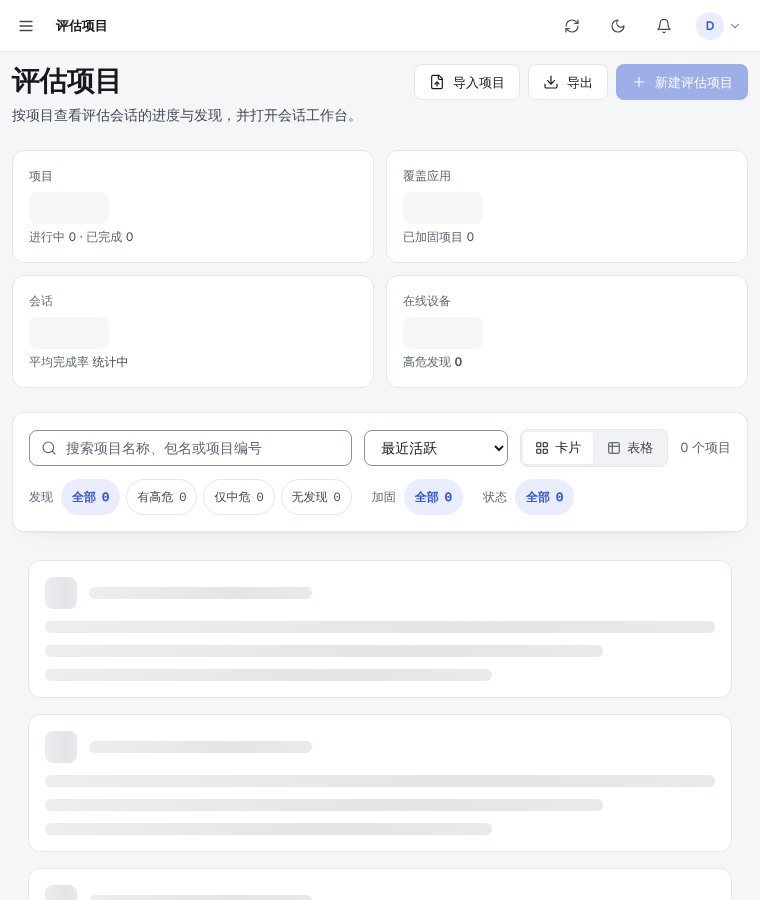 评估项目
D
评估项目
导入项目
导出
新建评估项目
按项目查看评估会话的进度与发现，并打开会话工作台。
项目
进行中 0 · 已完成 0
覆盖应用
已加固项目 0
会话
平均完成率 统计中
在线设备
高危发现 0
搜索项目名称、包名或项目编号
最近活跃
卡片
表格
0 个项目
发现 全部 0 有高危 0 仅中危 0 无发现 0 加固 全部 0 状态 全部 0